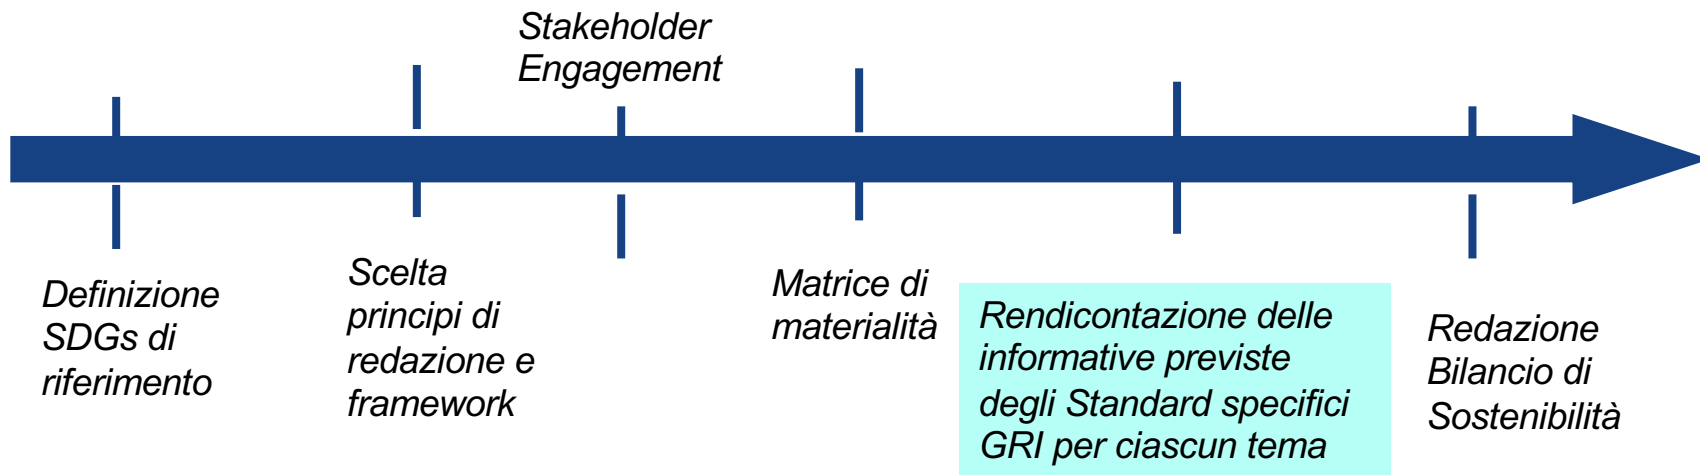 Stakeholder
Engagement
Definizione
SDGs di
riferimento
Scelta
principi di
redazione e
framework
Matrice di
materialità
Rendicontazione delle
informative previste
degli Standard specifici
GRI per ciascun tema
Redazione
Bilancio di
Sostenibilità